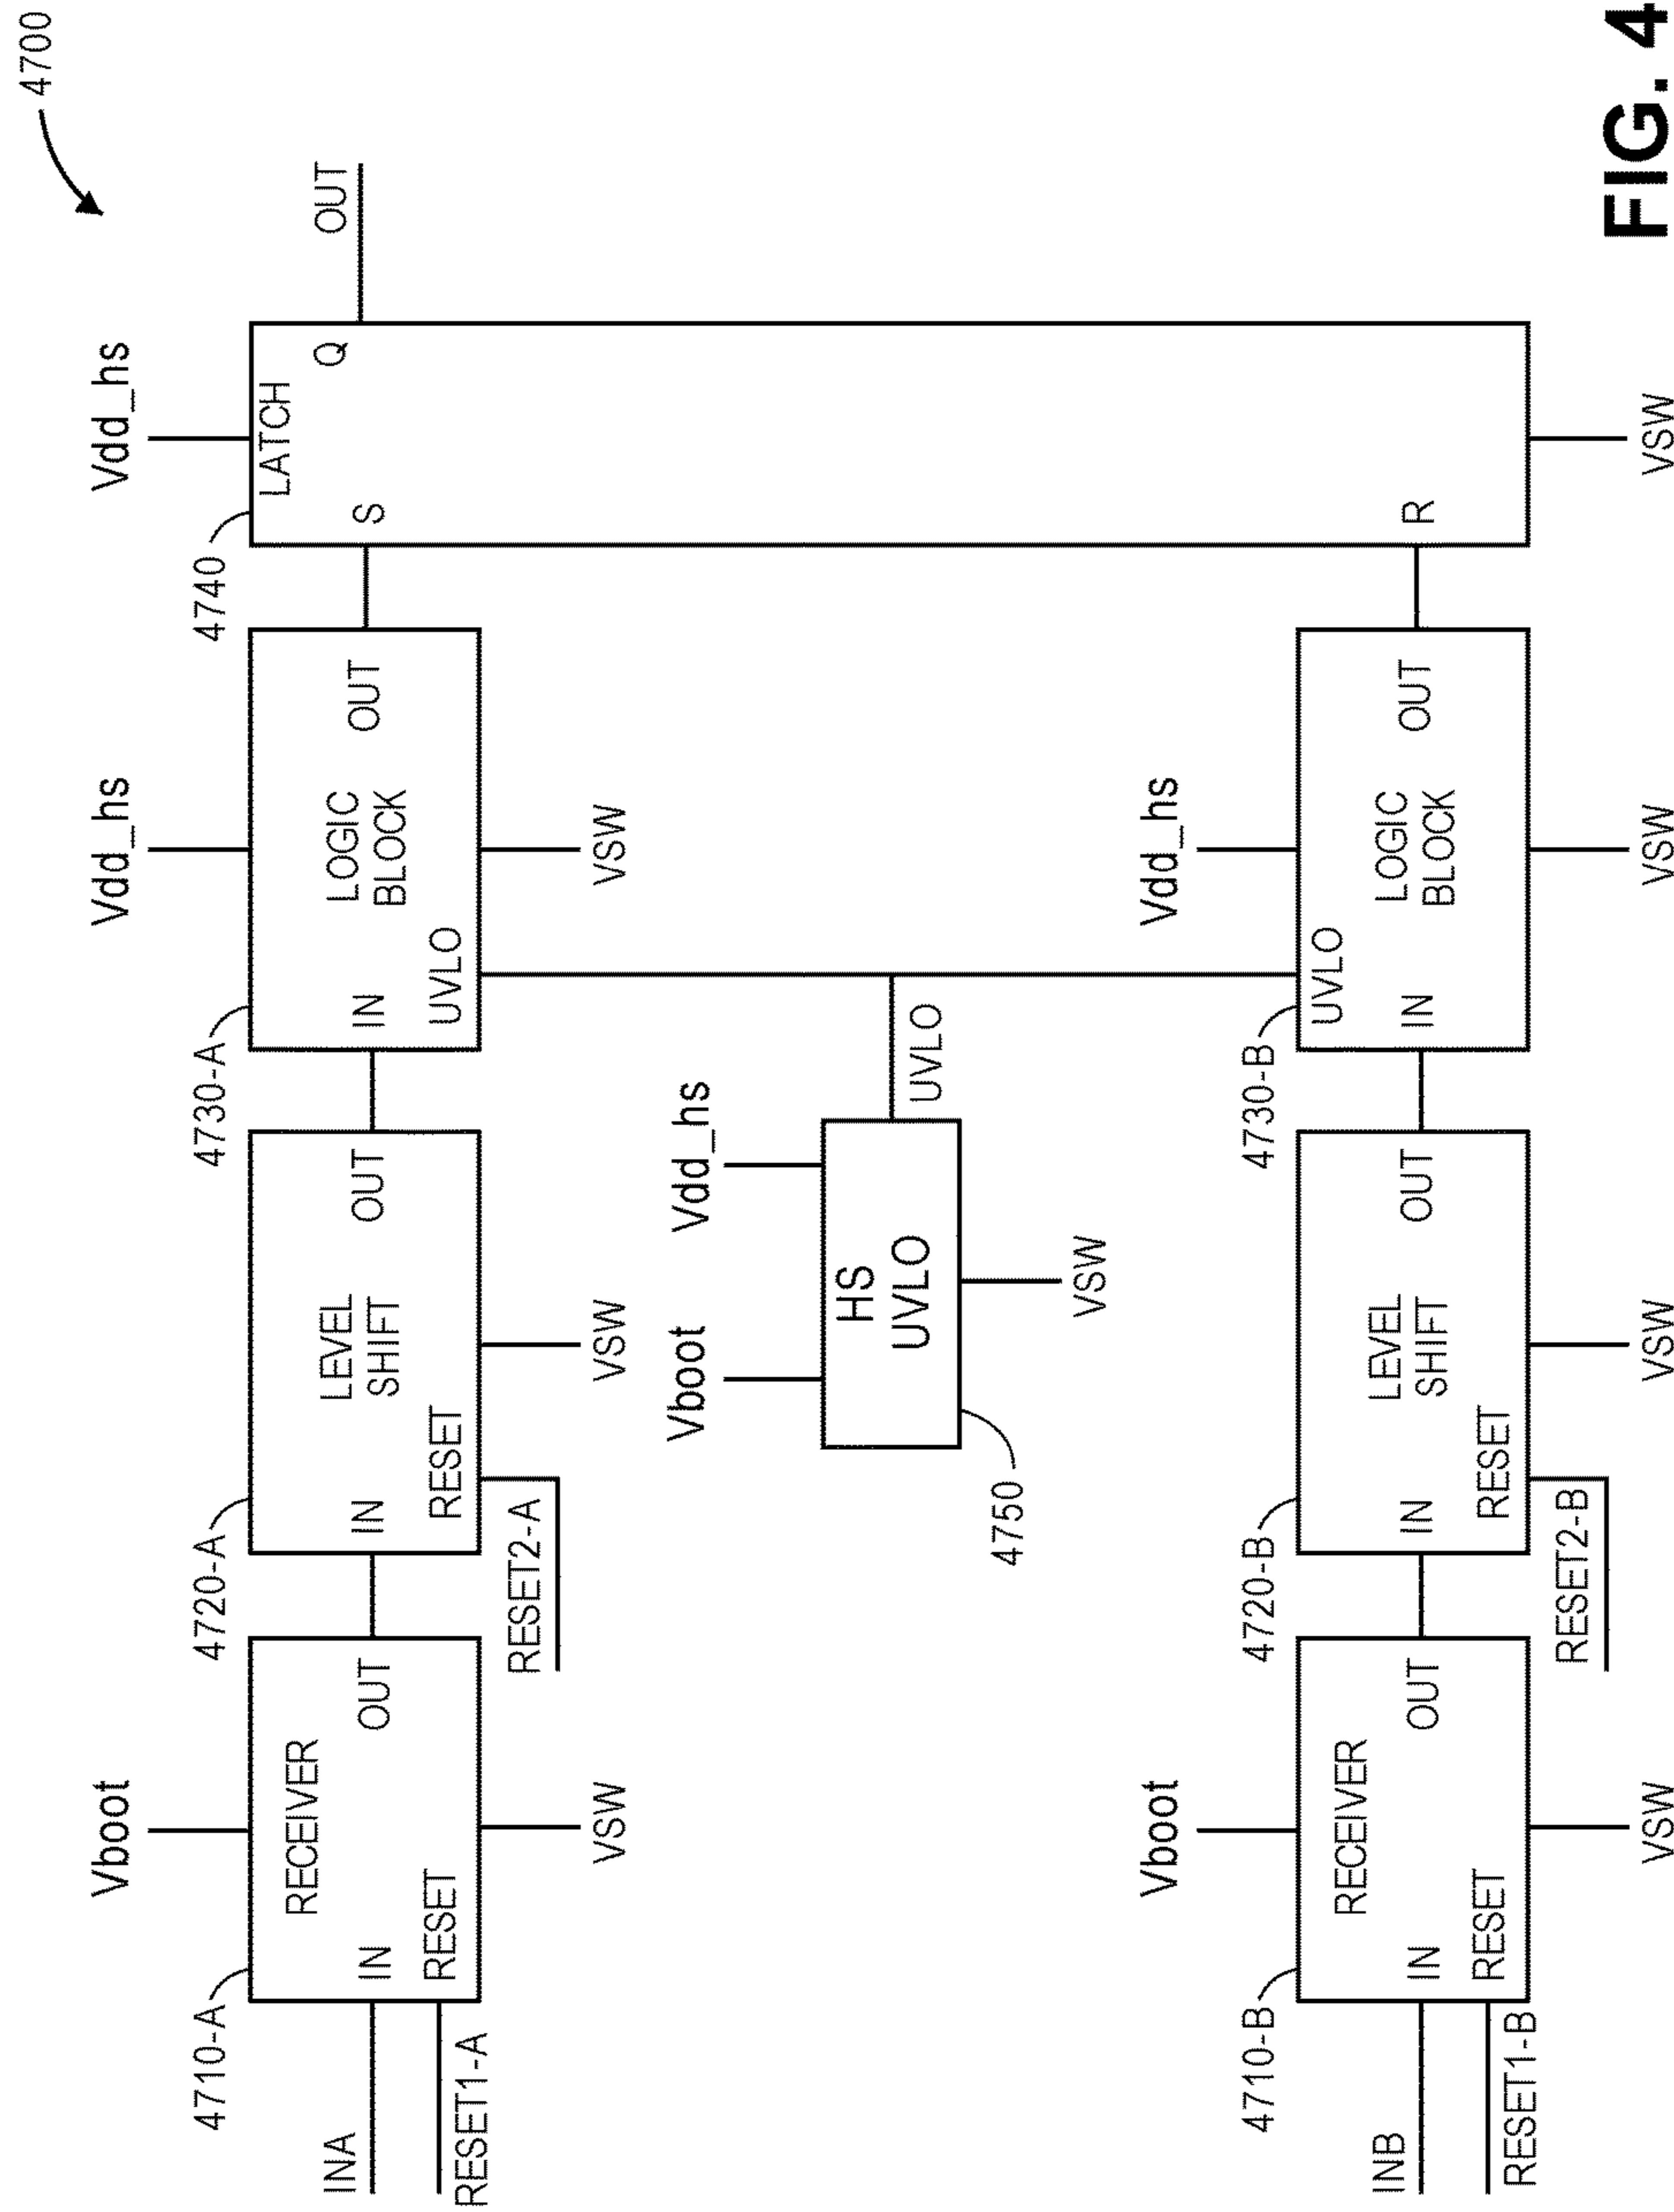 4700
Vboot
Vdd_hs
Vdd_hs
4710-A
4720-A
4730-A
4740
RECEIVER
IN
OUT
RESET
INA
RESET1-A
VSW
LEVEL
SHIFT
IN
OUT
RESET
RESET2-A
VSW
LOGIC
BLOCK
IN
OUT
UVLO
VSW
LATCH
S
Q
R
OUT
VSW
Vboot
Vdd_hs
HS
UVLO
UVLO
VSW
4750
Vboot
Vdd_hs
4710-B
4720-B
4730-B
RECEIVER
IN
OUT
RESET
INB
RESET1-B
VSW
LEVEL
SHIFT
IN
OUT
RESET
RESET2-B
VSW
UVLO
LOGIC
BLOCK
IN
OUT
VSW
FIG. 4